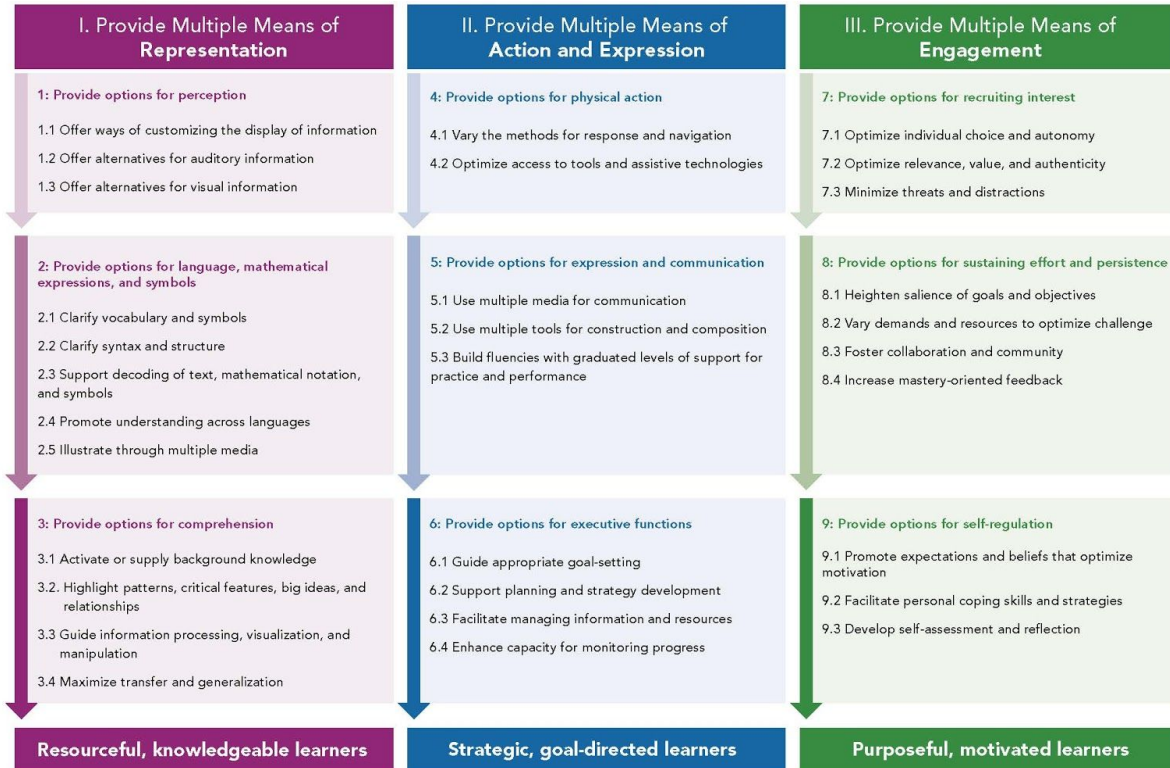 I. Provide Multiple Means of
Representation
1: Provide options for perception
1.1 Offer ways of customizing the display of information
1.2 Offer alternatives for auditory information
1.3 Offer alternatives for visual information
2: Provide options for language, mathematical
expressions, and symbols
2.1 Clarify vocabulary and symbols
2.2 Clarify syntax and structure
2.3 Support decoding of text, mathematical notation,
and symbols
2.4 Promote understanding across languages
2.5 Illustrate through multiple media
3: Provide options for comprehension
3.1 Activate or supply background knowledge
3.2. Highlight patterns, critical features, big ideas, and
relationships
3.3 Guide information processing, visualization, and
manipulation
3.4 Maximize transfer and generalization
Resourceful, knowledgeable learners
II. Provide Multiple Means of
Action and Expression
4: Provide options for physical action
4.1 Vary the methods for response and navigation
4.2 Optimize access to tools and assistive technologies
5: Provide options for expression and communication
5.1 Use multiple media for communication
5.2 Use multiple tools for construction and composition
5.3 Build fluencies with graduated levels of support for
practice and performance
6: Provide options for executive functions
6.1 Guide appropriate goal-setting
6.2 Support planning and strategy development
6.3 Facilitate managing information and resources
6.4 Enhance capacity for monitoring progress
Strategic, goal-directed learners
III. Provide Multiple Means of
Engagement
7: Provide options for recruiting interest
7.1 Optimize individual choice and autonomy
7.2 Optimize relevance, value, and authenticity
7.3 Minimize threats and distractions
8: Provide options for sustaining effort and persistence
8.1 Heighten salience of goals and objectives
8.2 Vary demands and resources to optimize challenge
8.3 Foster collaboration and community
8.4 Increase mastery-oriented feedback
9: Provide options for self-regulation
9.1 Promote expectations and beliefs that optimize
motivation
9.2 Facilitate personal coping skills and strategies
9.3 Develop self-assessment and reflection
Purposeful, motivated learners